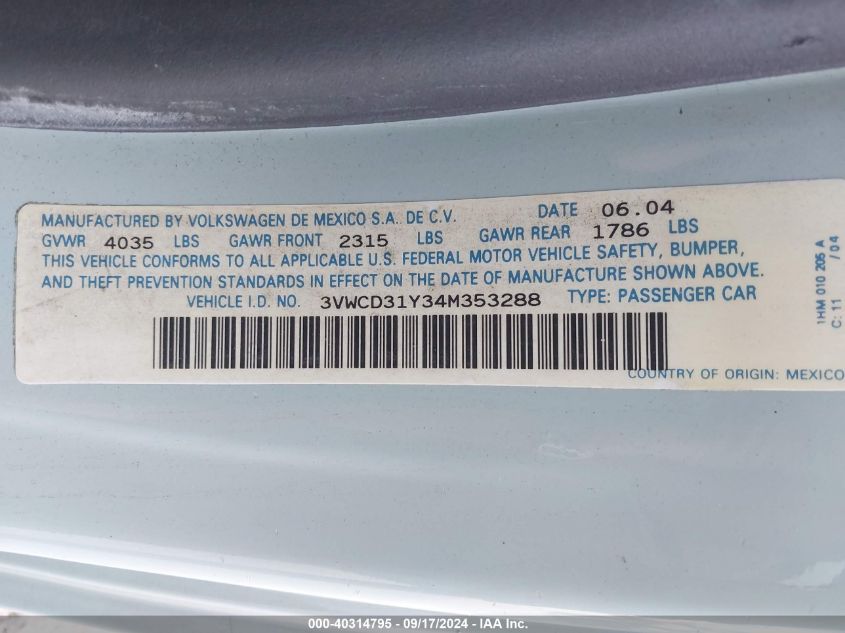 MANUFACTURED BY VOLKSWAGEN DE MEXICO S.A. DE C.V. DATE 06.04
GVWR 4035 LBS GAWR FRONT 2315 LBS GAWR REAR 1786 LBS
THIS VEHICLE CONFORMS TO ALL APPLICABLE U.S. FEDERAL MOTOR VEHICLE SAFETY, BUMPER,
AND THEFT PREVENTION STANDARDS IN EFFECT ON THE DATE OF MANUFACTURE SHOWN ABOVE.
VEHICLE I.D. NO. 3VWCD31Y34M353288 TYPE: PASSENGER CAR
COUNTRY OF ORIGIN: MEXICO
1HM 010 205 A
C: 11 / 04
000-40314795 - 09/17/2024 - IAA Inc.